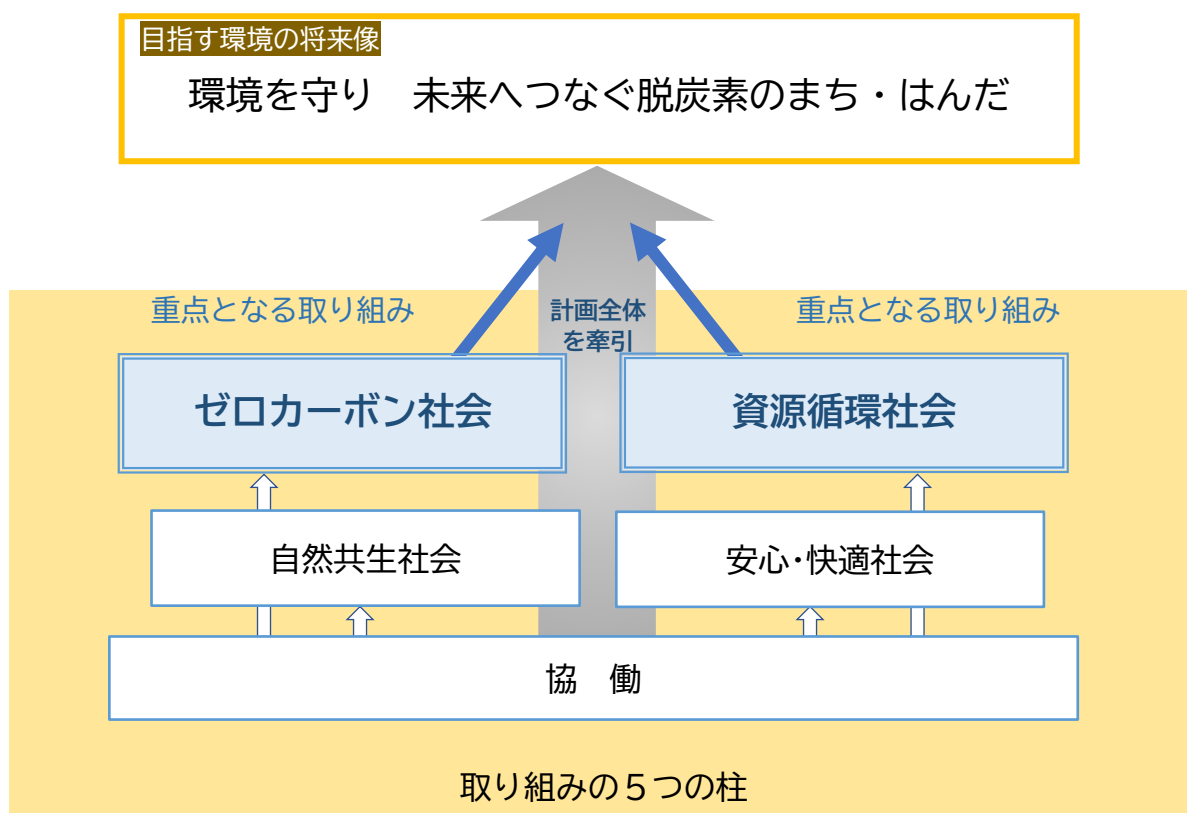 目指す環境の将来像
環境を守り　未来へつなぐ脱炭素のまち・はんだ
重点となる取り組み
計画全体
を牽引
重点となる取り組み
ゼロカーボン社会
資源循環社会
自然共生社会
安心・快適社会
協　働
取り組みの５つの柱